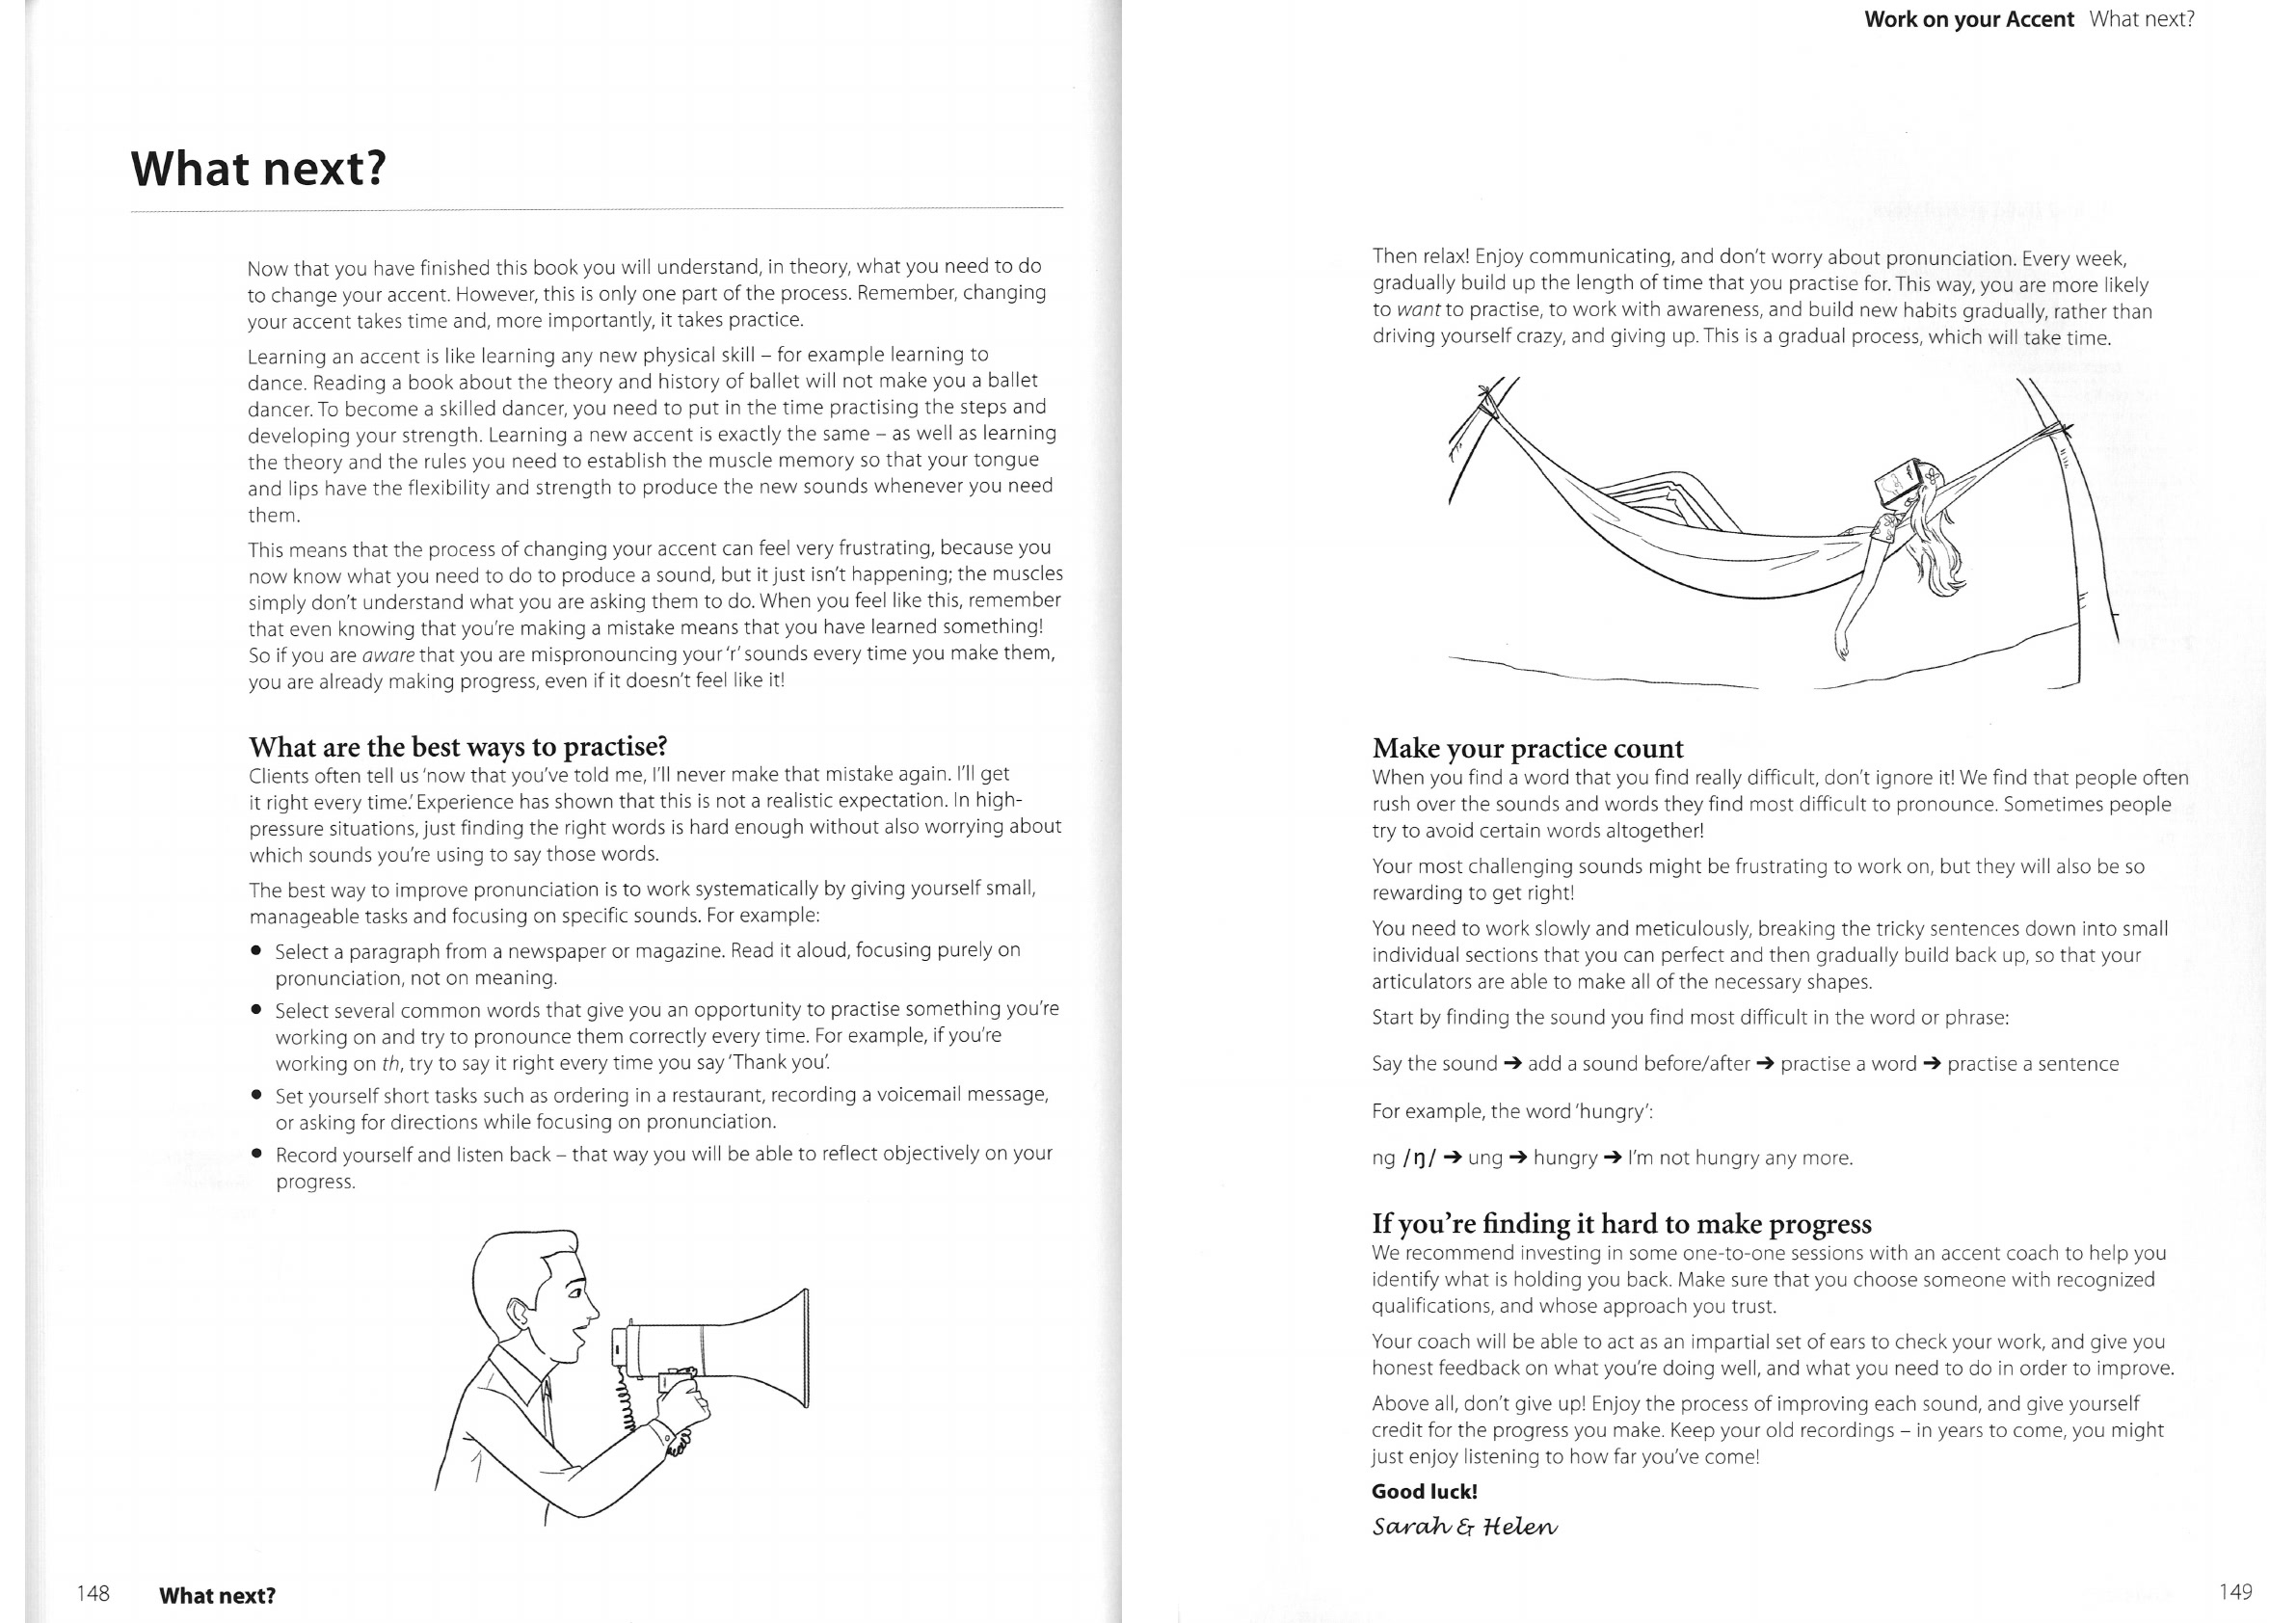 What next?
Now that you have finished this book you will understand, in theory, what you need to do
to change your accent. However, this is only one part of the process. Remember, changing
your accent takes time and, more importantly, it takes practice.
Learning an accent is like learning any new physical skill – for example learning to
dance. Reading a book about the theory and history of ballet will not make you a ballet
dancer. To become a skilled dancer, you need to put in the time practising the steps and
developing your strength. Learning a new accent is exactly the same – as well as learning
the theory and the rules you need to establish the muscle memory so that your tongue
and lips have the flexibility and strength to produce the new sounds whenever you need
them.
This means that the process of changing your accent can feel very frustrating, because you
now know what you need to do to produce a sound, but it just isn't happening; the muscles
simply don't understand what you are asking them to do. When you feel like this, remember
that even knowing that you're making a mistake means that you have learned something!
So if you are aware that you are mispronouncing your 'r' sounds every time you make them,
you are already making progress, even if it doesn't feel like it!
What are the best ways to practise?
Clients often tell us 'now that you've told me, I'll never make that mistake again. I'll get
it right every time.' Experience has shown that this is not a realistic expectation. In high-
pressure situations, just finding the right words is hard enough without also worrying about
which sounds you're using to say those words.
The best way to improve pronunciation is to work systematically by giving yourself small,
manageable tasks and focusing on specific sounds. For example:
● Select a paragraph from a newspaper or magazine. Read it aloud, focusing purely on
pronunciation, not on meaning.
● Select several common words that give you an opportunity to practise something you're
working on and try to pronounce them correctly every time. For example, if you're
working on th, try to say it right every time you say 'Thank you'.
● Set yourself short tasks such as ordering in a restaurant, recording a voicemail message,
or asking for directions while focusing on pronunciation.
● Record yourself and listen back – that way you will be able to reflect objectively on your
progress.
148 What next?
Work on your Accent What next?
Then relax! Enjoy communicating, and don't worry about pronunciation. Every week,
gradually build up the length of time that you practise for. This way, you are more likely
to want to practise, to work with awareness, and build new habits gradually, rather than
driving yourself crazy, and giving up. This is a gradual process, which will take time.
Make your practice count
When you find a word that you find really difficult, don't ignore it! We find that people often
rush over the sounds and words they find most difficult to pronounce. Sometimes people
try to avoid certain words altogether!
Your most challenging sounds might be frustrating to work on, but they will also be so
rewarding to get right!
You need to work slowly and meticulously, breaking the tricky sentences down into small
individual sections that you can perfect and then gradually build back up, so that your
articulators are able to make all of the necessary shapes.
Start by finding the sound you find most difficult in the word or phrase:
Say the sound ➔ add a sound before/after ➔ practise a word ➔ practise a sentence
For example, the word 'hungry':
ng /ŋ/ ➔ ung ➔ hungry ➔ I'm not hungry any more.
If you're finding it hard to make progress
We recommend investing in some one-to-one sessions with an accent coach to help you
identify what is holding you back. Make sure that you choose someone with recognized
qualifications, and whose approach you trust.
Your coach will be able to act as an impartial set of ears to check your work, and give you
honest feedback on what you're doing well, and what you need to do in order to improve.
Above all, don't give up! Enjoy the process of improving each sound, and give yourself
credit for the progress you make. Keep your old recordings – in years to come, you might
just enjoy listening to how far you've come!
Good luck!
Sarah & Helen
149